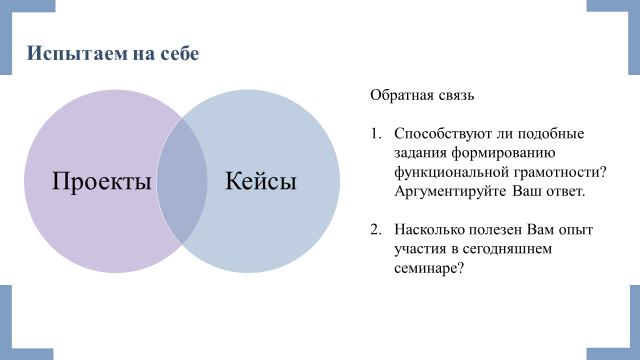 Испытаем на себе
Проекты
Кейсы
Обратная связь
1. Способствуют ли подобные
задания формированию
функциональной грамотности?
Аргументируйте Ваш ответ.
2. Насколько полезен Вам опыт
участия в сегодняшнем
семинаре?